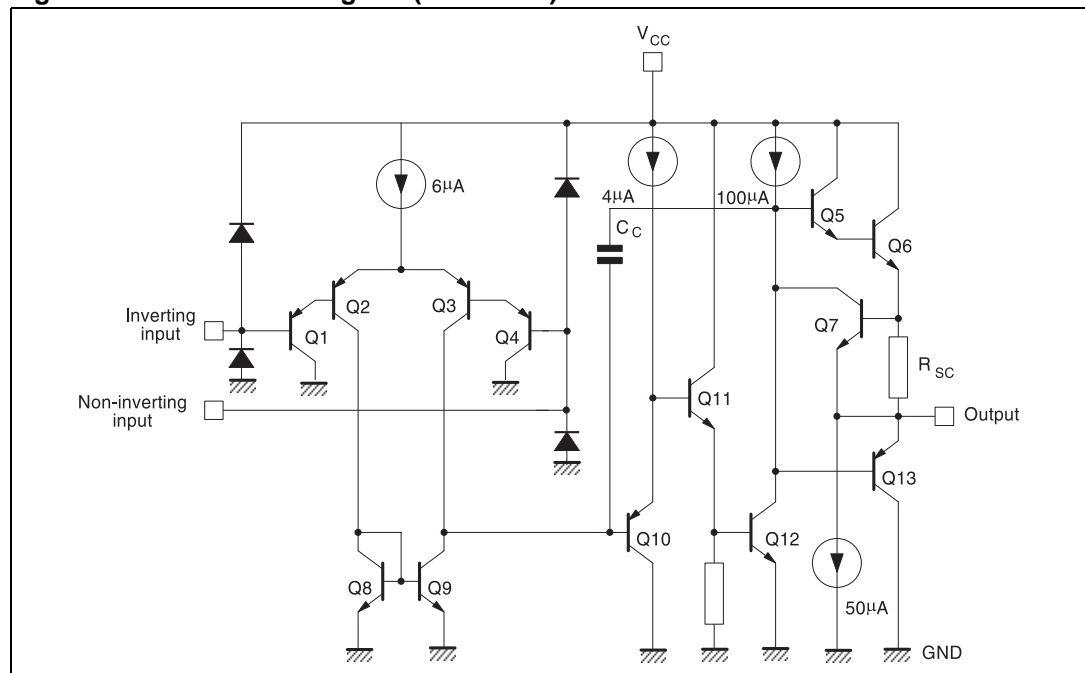 V CC
6µA
4µA
100µA
Q5
C C
Q6
Inverting
input
Q1
Q2
Q3
Q4
Q7
R SC
Non-inverting
input
Q11
Output
Q13
Q10
Q12
Q8
Q9
50µA
GND